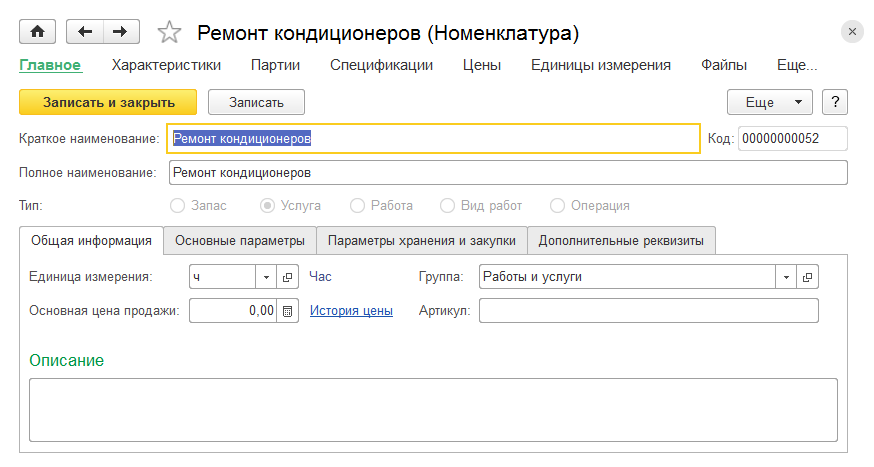 Ремонт кондиционеров (Номенклатура)
Главное Характеристики Партии Спецификации Цены Единицы измерения Файлы Еще...
Записать и закрыть Записать Еще ?
Краткое наименование: Ремонт кондиционеров Код: 00000000052
Полное наименование: Ремонт кондиционеров
Тип: Запас Услуга Работа Вид работ Операция
Общая информация Основные параметры Параметры хранения и закупки Дополнительные реквизиты
Единица измерения: ч Час Группа: Работы и услуги
Основная цена продажи: 0,00 История цены Артикул:
Описание